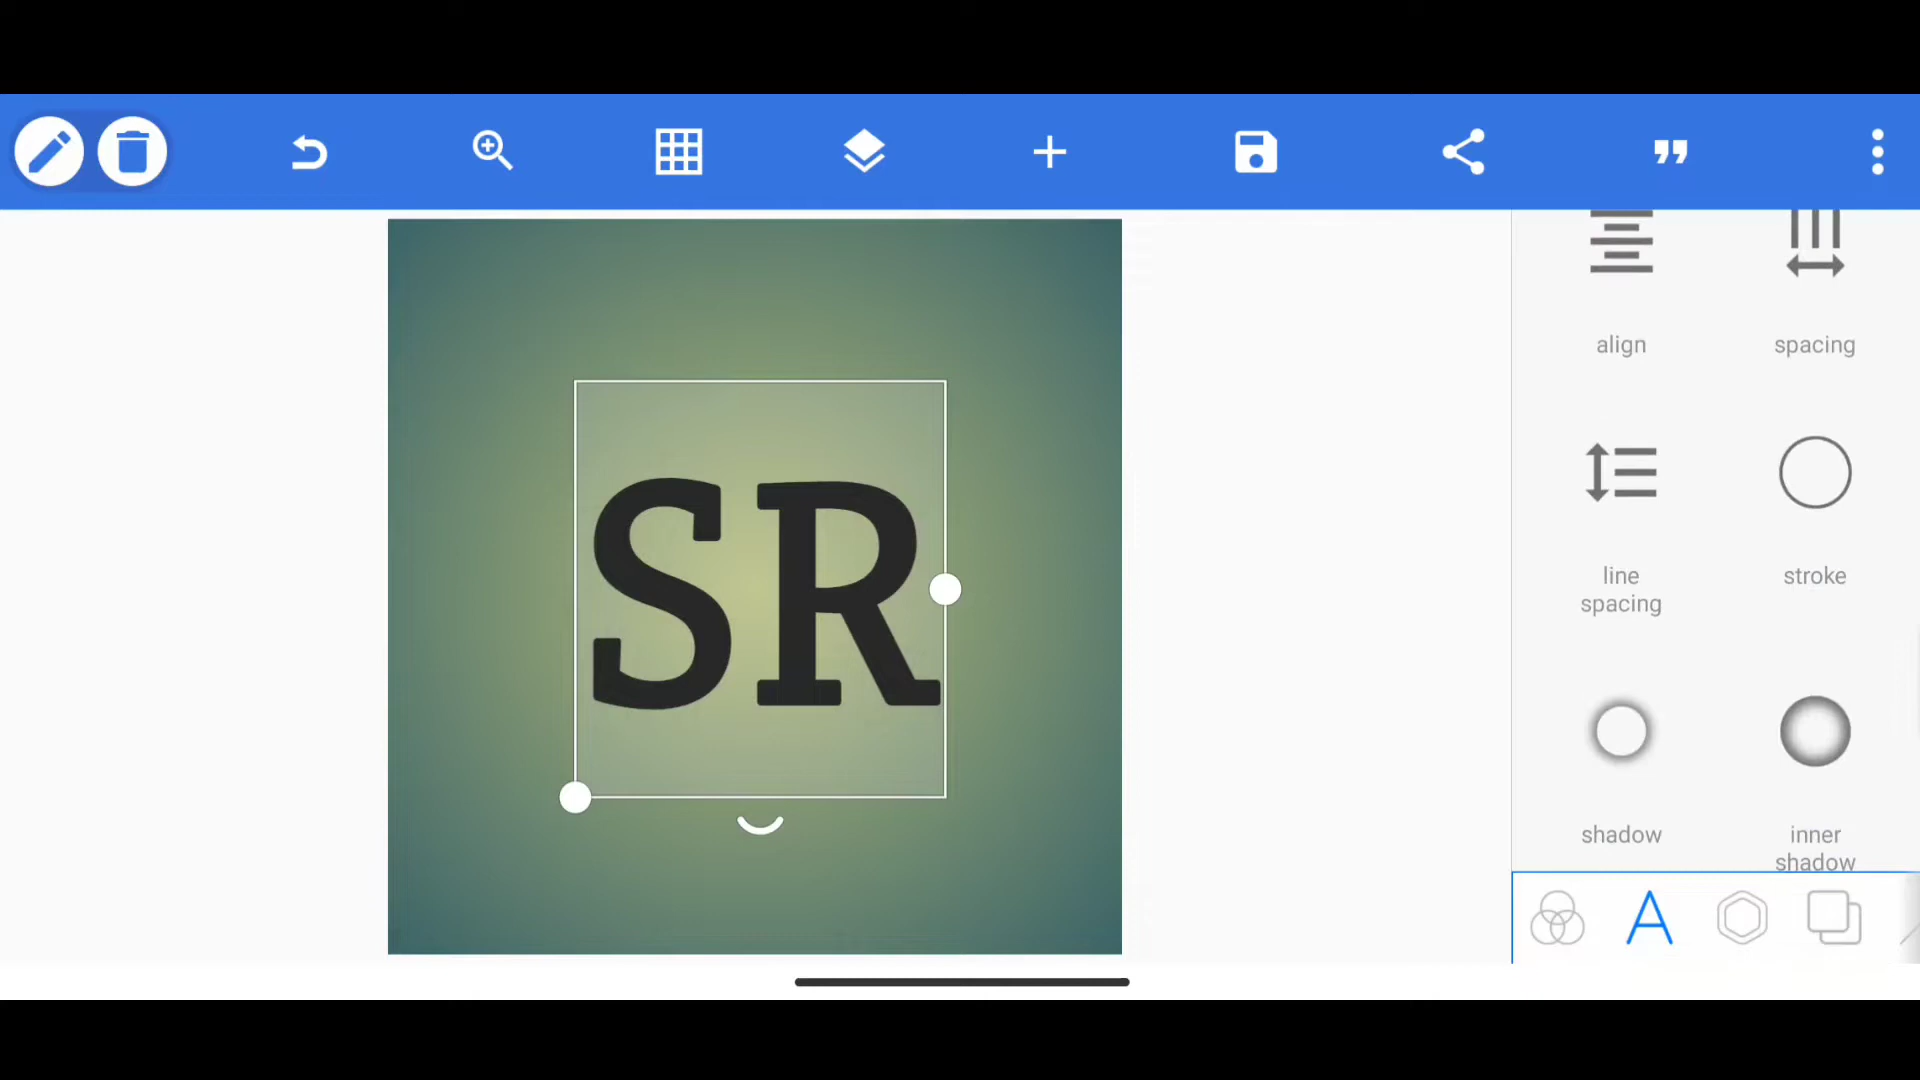 SR
align
spacing
line
spacing
stroke
shadow
inner
shadow